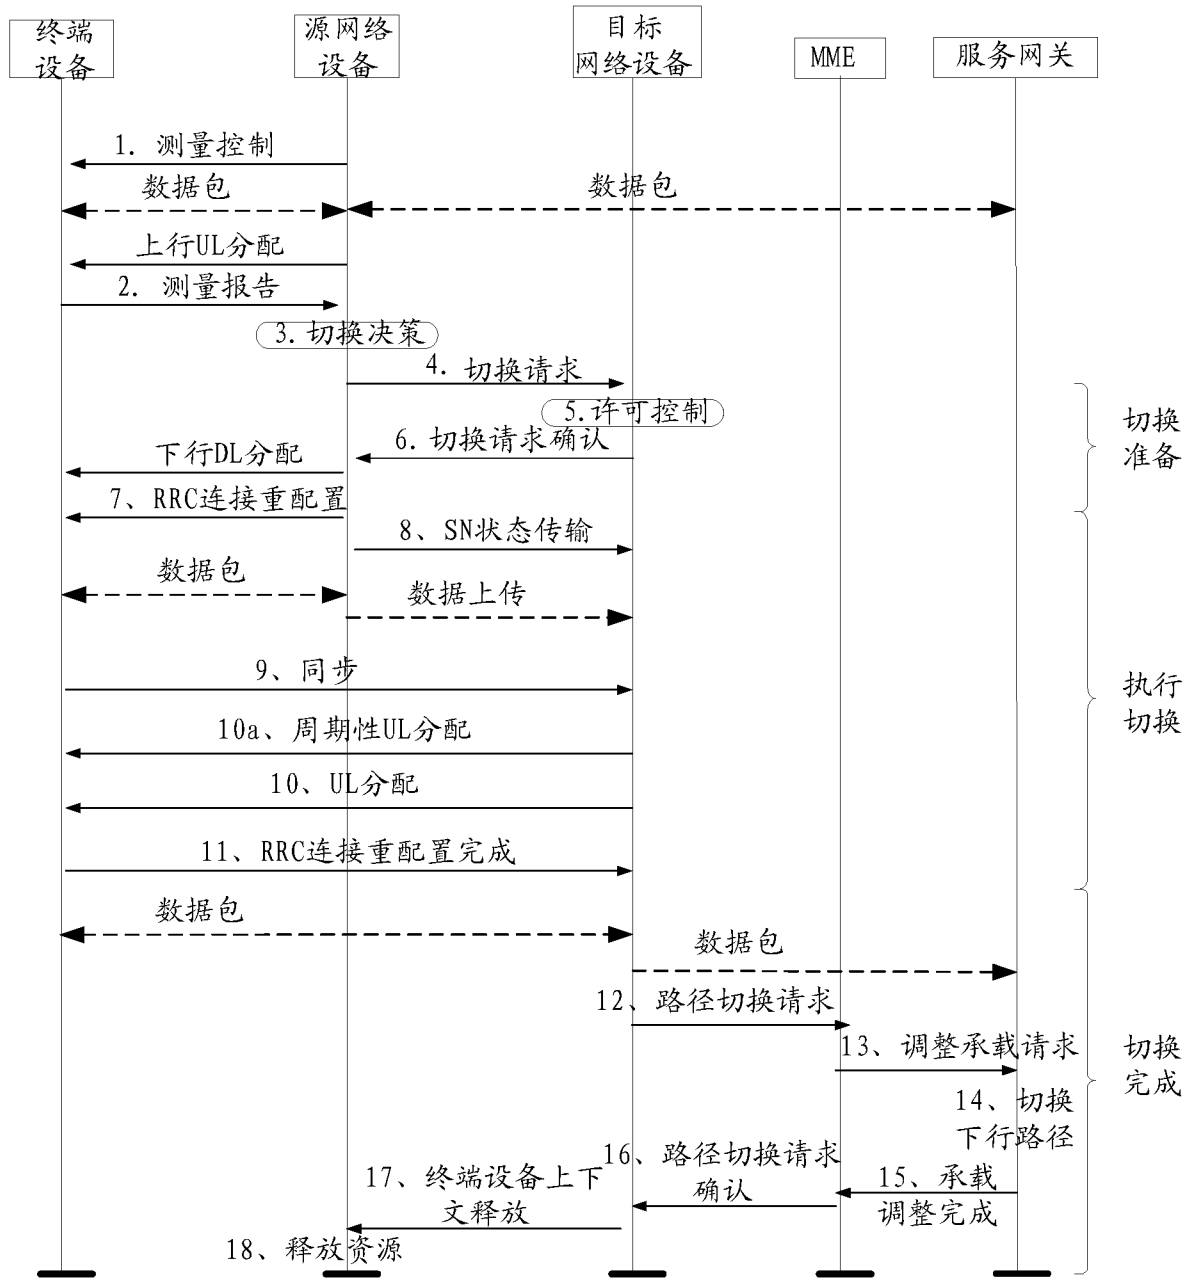 终端
设备
源网络
设备
目标
网络设备
MME
服务网关
1. 测量控制
数据包
数据包
上行UL分配
2. 测量报告
3.切换决策
4. 切换请求
5.许可控制
6.切换请求确认
下行DL分配
7、RRC连接重配置
切换
准备
8、SN状态传输
数据包
数据上传
9、同步
10a、周期性UL分配
10、UL分配
11、RRC连接重配置完成
执行
切换
数据包
数据包
12、路径切换请求
13、调整承载请求
14、切换
下行路径
15、承载
调整完成
16、路径切换请求
确认
17、终端设备上下
文释放
18、释放资源
切换
完成